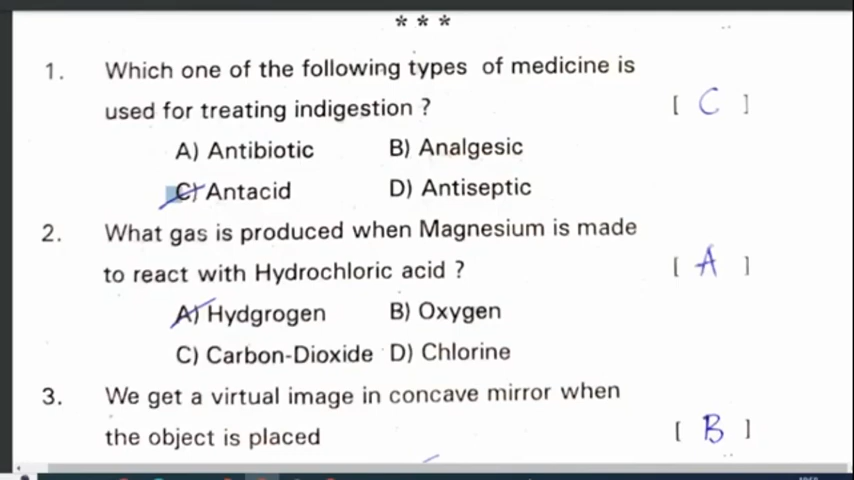 * * *
1. Which one of the following types of medicine is
used for treating indigestion ? [ C ]
A) Antibiotic B) Analgesic
C) Antacid D) Antiseptic
2. What gas is produced when Magnesium is made
to react with Hydrochloric acid ? [ A ]
A) Hydgrogen B) Oxygen
C) Carbon-Dioxide D) Chlorine
3. We get a virtual image in concave mirror when
the object is placed [ B ]